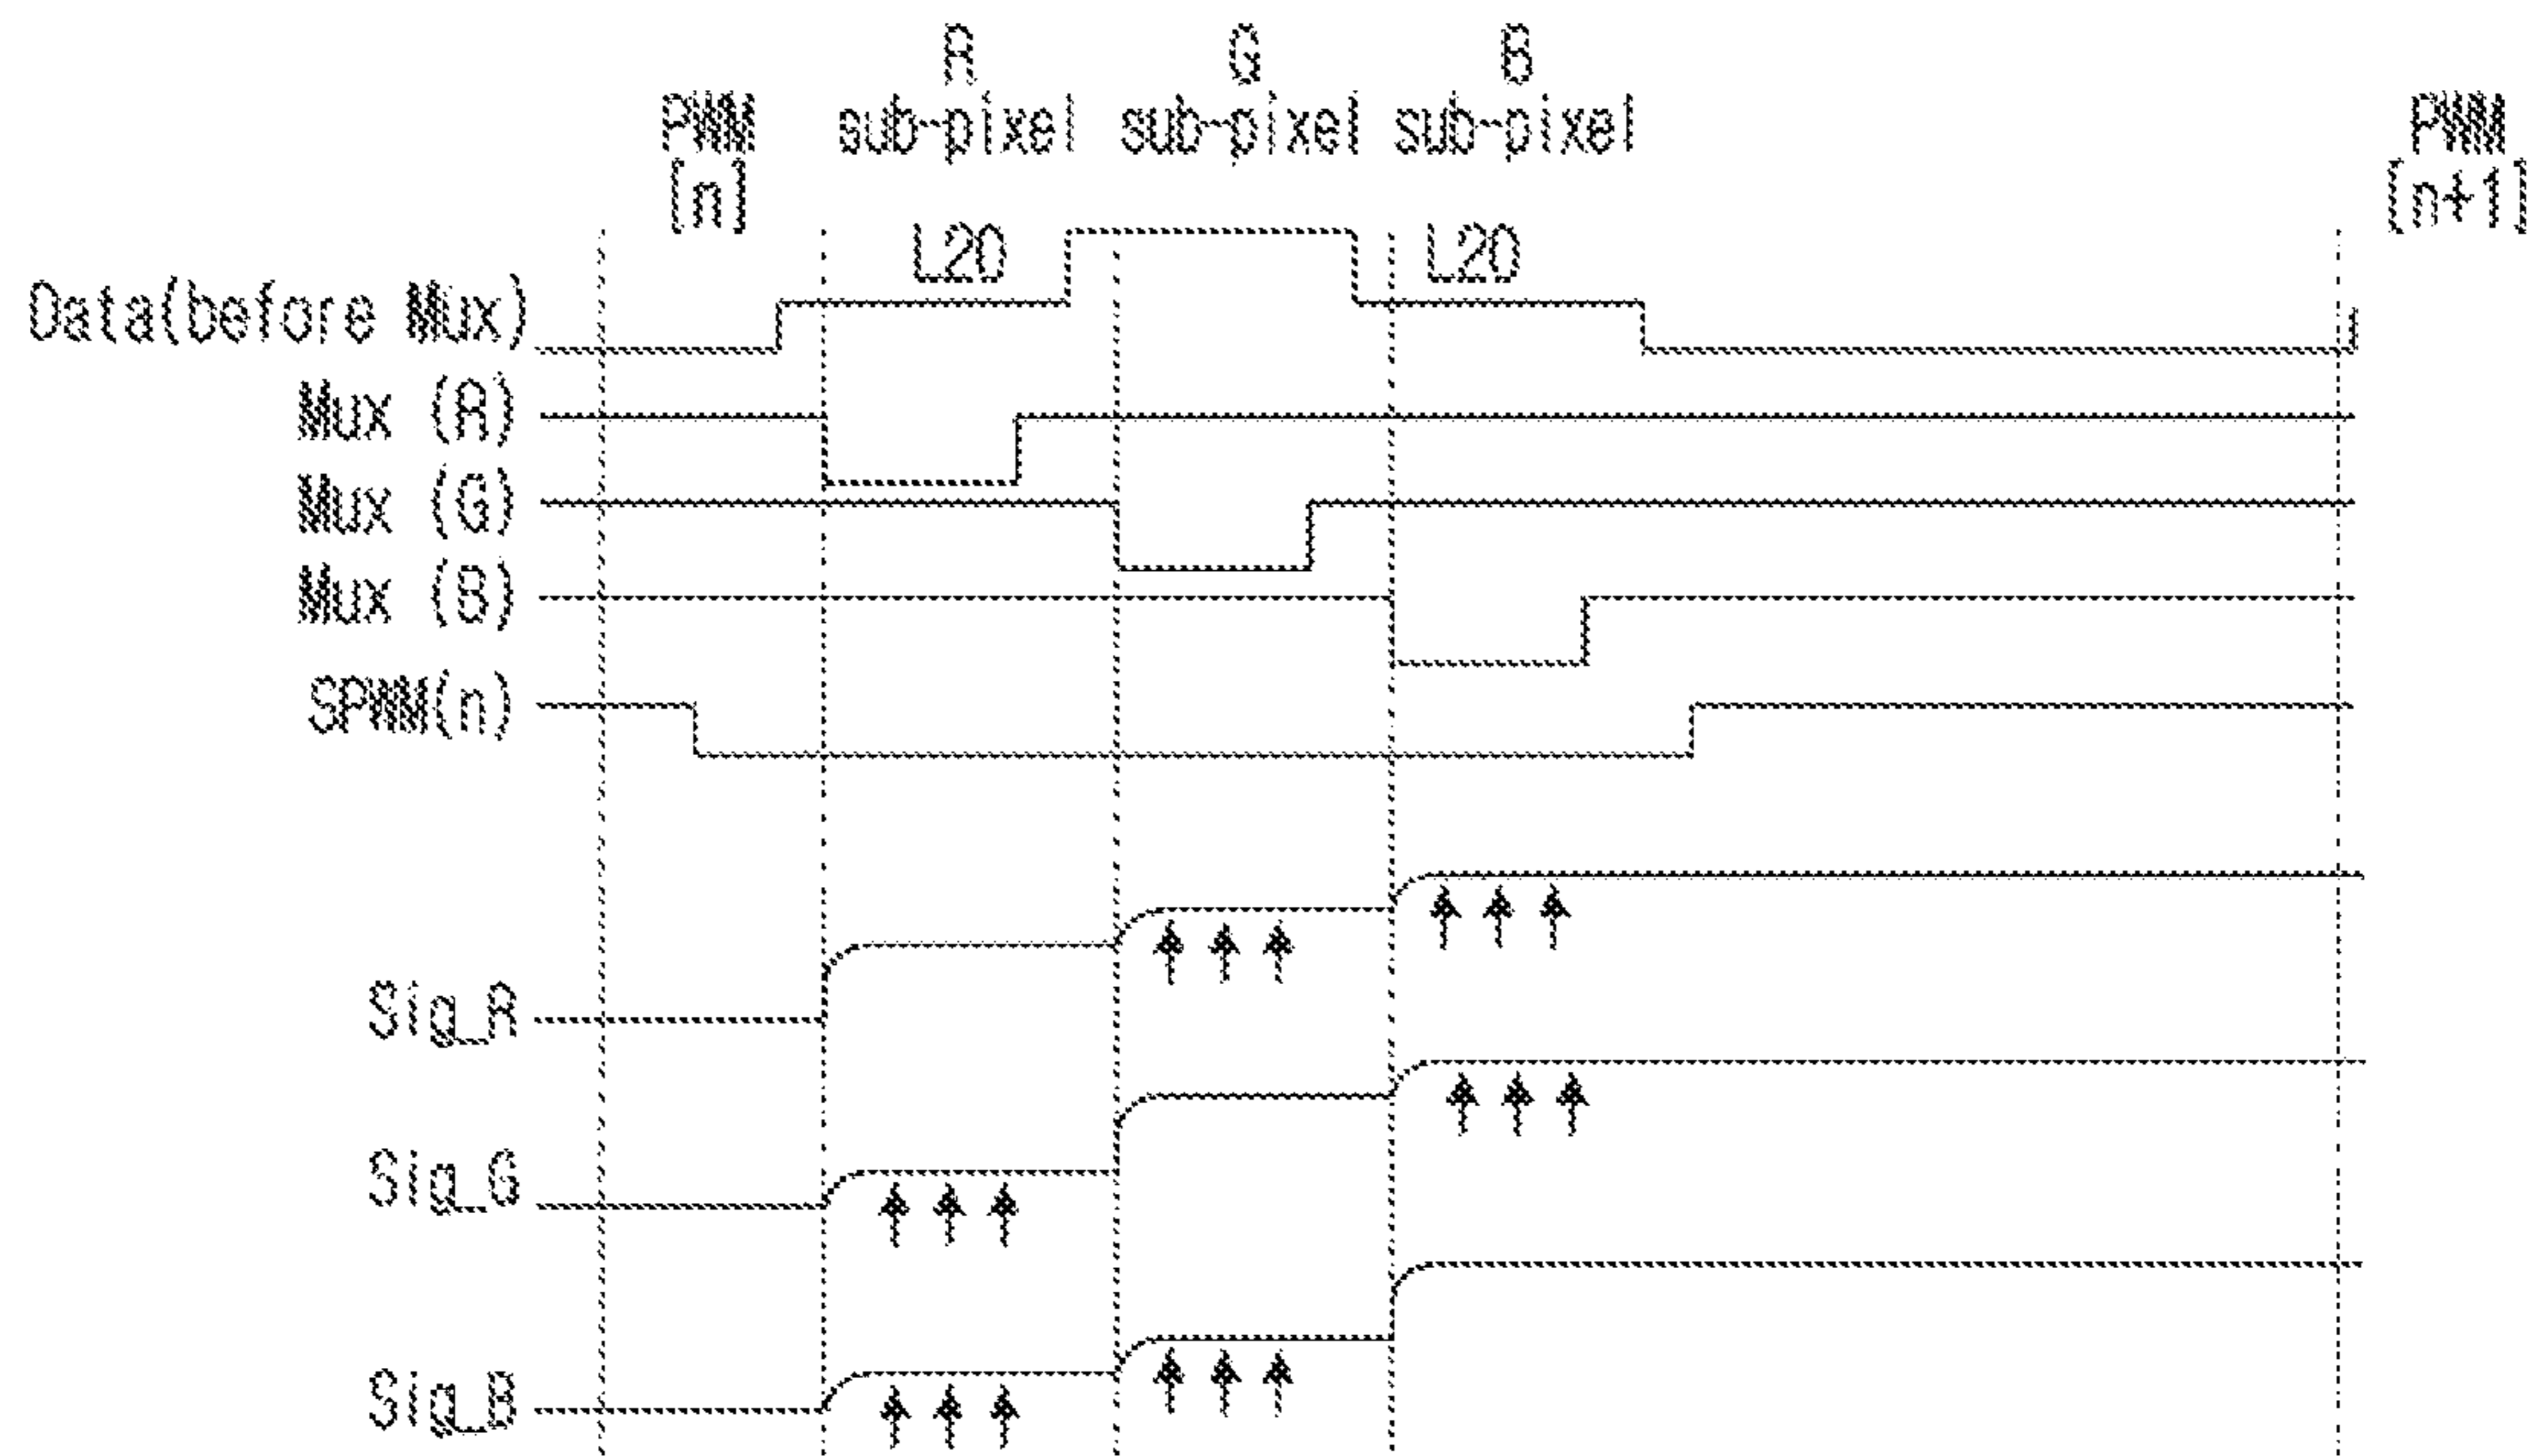 R G B
PWM sub-pixel sub-pixel sub-pixel PWM
[n] [n+1]
L20 L20
Data(before Mux)
Mux (R)
Mux (G)
Mux (B)
SPWM(n)
Sig_R
Sig_G
Sig_B